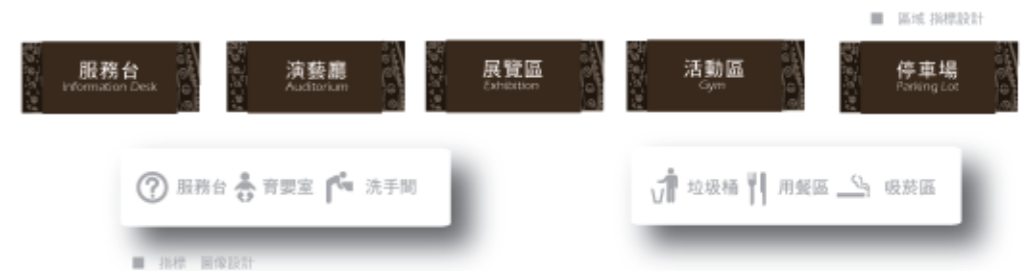 區域 指標設計
服務台
Information Desk
演藝廳
Auditorium
展覽區
Exhibition
活動區
Gym
停車場
Parking Lot
服務台 育嬰室 洗手間
垃圾桶 用餐區 吸菸區
指標 圖像設計